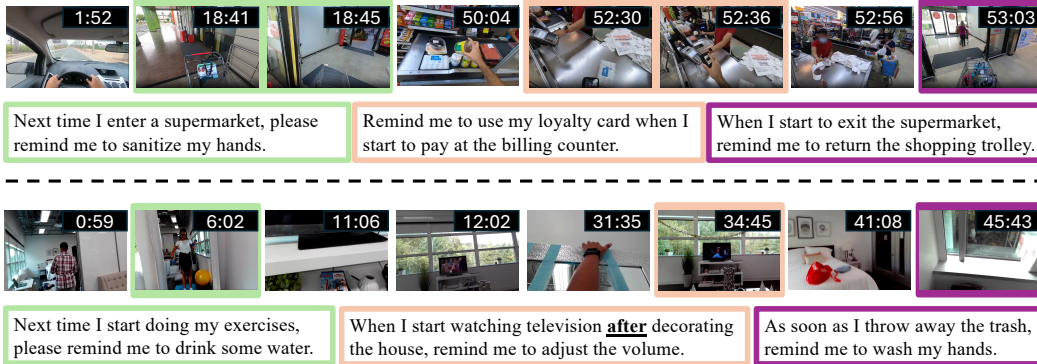 1:52
18:41
18:45
50:04
52:30
52:36
52:56
53:03
Next time I enter a supermarket, please
remind me to sanitize my hands.
Remind me to use my loyalty card when I
start to pay at the billing counter.
When I start to exit the supermarket,
remind me to return the shopping trolley.
0:59
6:02
11:06
12:02
31:35
34:45
41:08
45:43
Next time I start doing my exercises,
please remind me to drink some water.
When I start watching television after decorating
the house, remind me to adjust the volume.
As soon as I throw away the trash,
remind me to wash my hands.